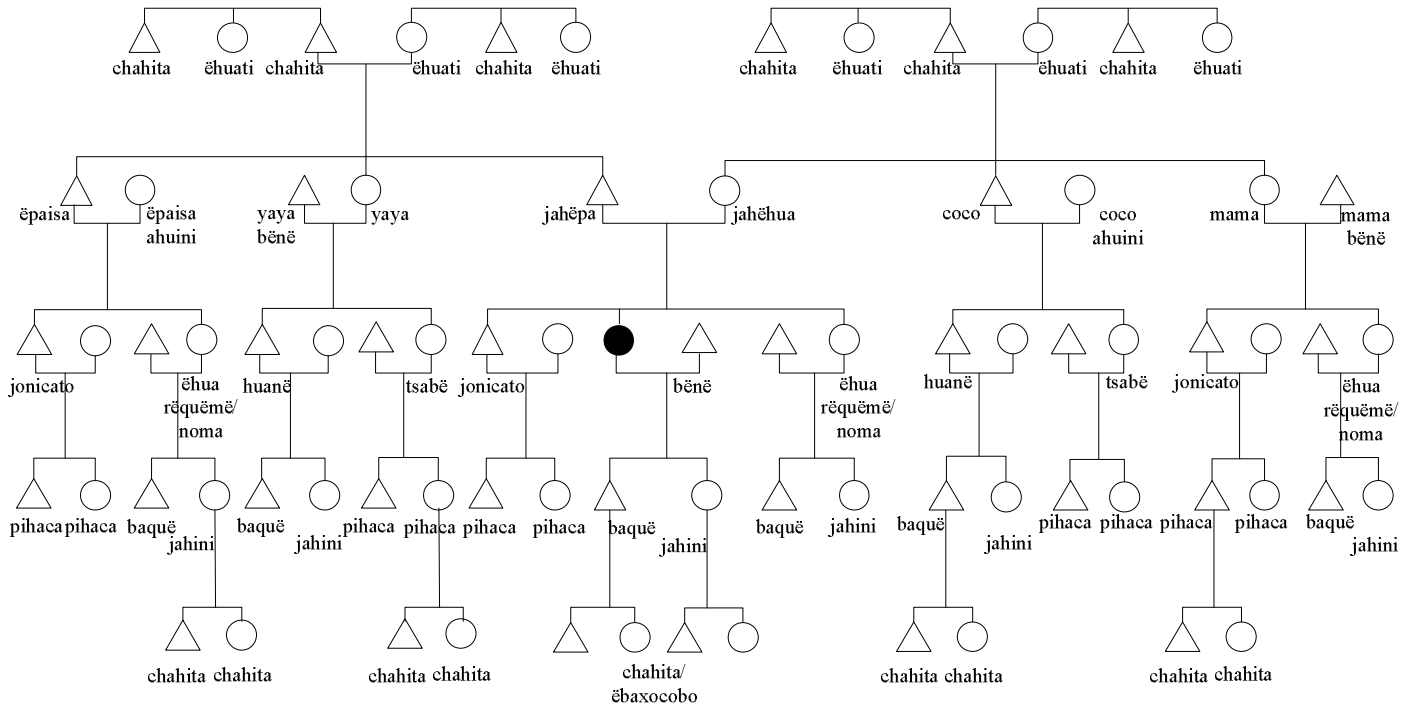 chahita ëhuati chahita ëhuati chahita ëhuati chahita ëhuati chahita ëhuati chahita ëhuati
ëpaisa ëpaisa yaya yaya jahëpa jahëhua coco coco mama mama
ahuini bënë ahuini bënë
jonicato ëhua huanë tsabë jonicato bënë ëhua huanë tsabë jonicato ëhua
rëquëmë/ rëquëmë/ rëquëmë/
noma noma noma
pihaca pihaca baquë baquë pihaca pihaca pihaca pihaca baquë baquë jahini baquë pihaca pihaca pihaca pihaca baquë
jahini jahini jahini jahini jahini
chahita chahita chahita chahita chahita/ chahita chahita chahita chahita
ëbaxocobo